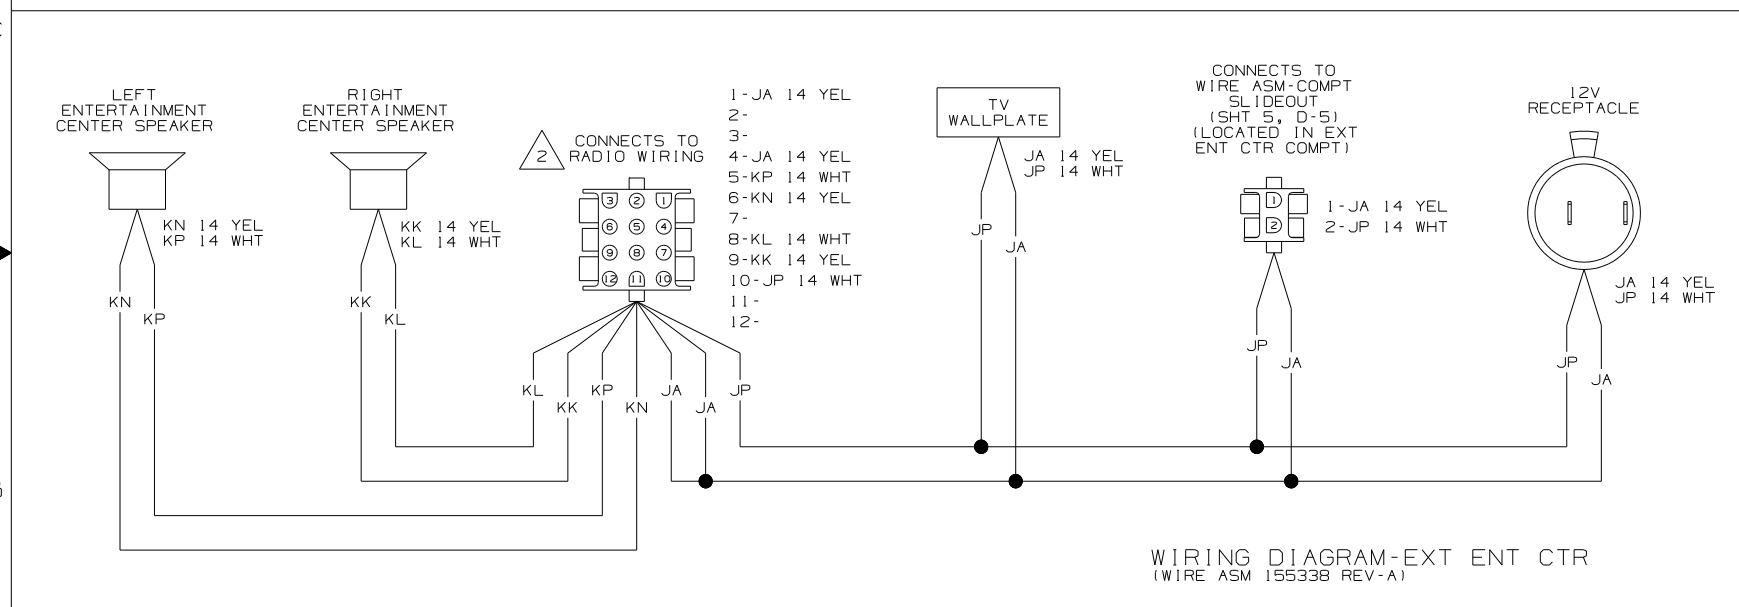 LEFT
ENTERTAINMENT
CENTER SPEAKER
KN 14 YEL
KP 14 WHT
KN
KP
RIGHT
ENTERTAINMENT
CENTER SPEAKER
KK 14 YEL
KL 14 WHT
KK
KL
2
CONNECTS TO
RADIO WIRING
3 2 1
6 5 4
9 8 7
12 11 10
1-JA 14 YEL
2-
3-
4-JA 14 YEL
5-KP 14 WHT
6-KN 14 YEL
7-
8-KL 14 WHT
9-KK 14 YEL
10-JP 14 WHT
11-
12-
KL
KK
KP
KN
JA
JA
JP
TV
WALLPLATE
JA 14 YEL
JP 14 WHT
JP
JA
CONNECTS TO
WIRE ASM-COMPT
SLIDEOUT
(SHT 5, D-5)
(LOCATED IN EXT
ENT CTR COMPT)
1
2
1-JA 14 YEL
2-JP 14 WHT
JP
JA
12V
RECEPTACLE
JA 14 YEL
JP 14 WHT
JP
JA
WIRING DIAGRAM-EXT ENT CTR
(WIRE ASM 155338 REV-A)